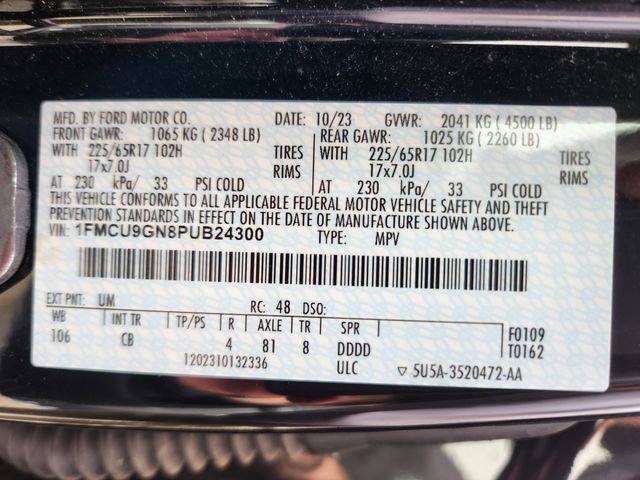 MFD. BY FORD MOTOR CO. DATE: 10/23 GVWR: 2041 KG ( 4500 LB)
FRONT GAWR: 1065 KG ( 2348 LB) REAR GAWR: 1025 KG ( 2260 LB)
WITH 225/65R17 102H TIRES WITH 225/65R17 102H TIRES
17x7.0J RIMS 17x7.0J RIMS
AT 230 kPa/ 33 PSI COLD AT 230 kPa/ 33 PSI COLD
THIS VEHICLE CONFORMS TO ALL APPLICABLE FEDERAL MOTOR VEHICLE SAFETY AND THEFT
PREVENTION STANDARDS IN EFFECT ON THE DATE OF MANUFACTURE SHOWN ABOVE.
VIN: 1FMCU9GN8PUB24300 TYPE: MPV
EXT PNT: UM RC: 48 DSO:
WB INT TR TP/PS R AXLE TR SPR F0109
106 CB 4 81 8 DDDD T0162
1202310132336 ULC ▽ 5U5A-3520472-AA